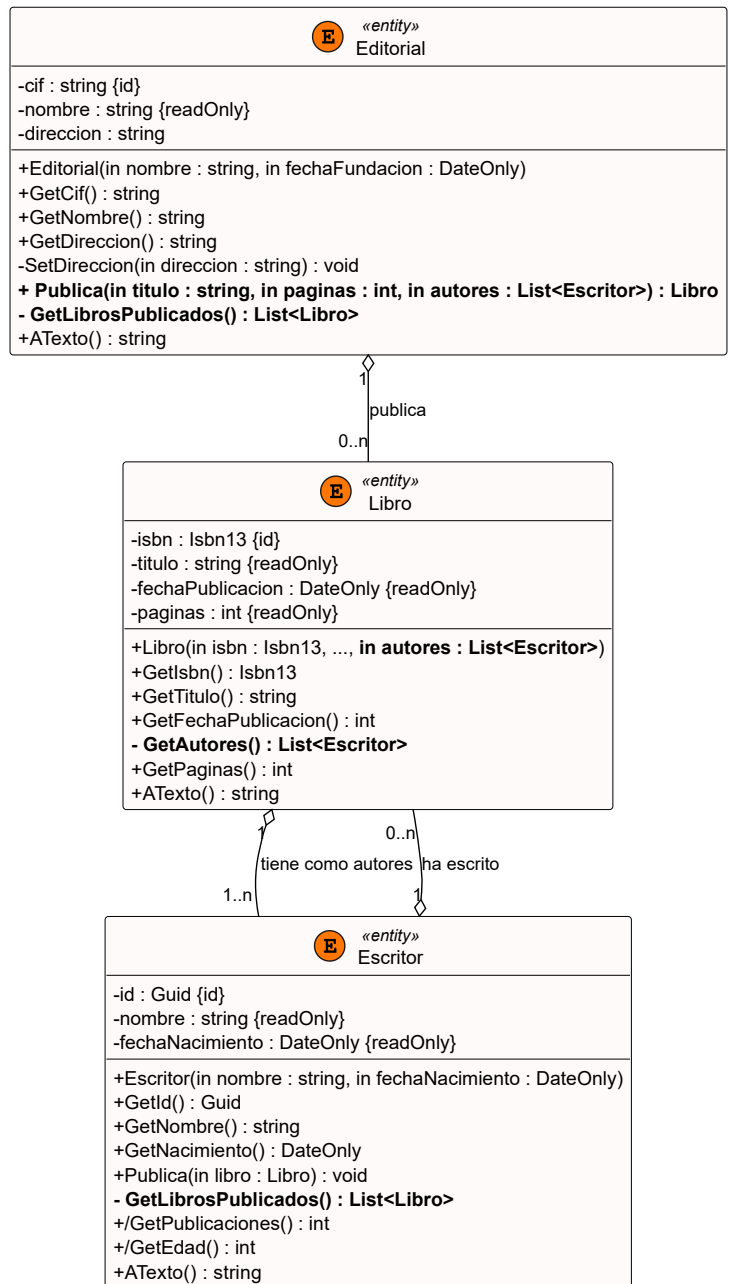 E
«entity»
Editorial
-cif : string {id}
-nombre : string {readOnly}
-direccion : string
+Editorial(in nombre : string, in fechaFundacion : DateOnly)
+GetCif() : string
+GetNombre() : string
+GetDireccion() : string
-SetDireccion(in direccion : string) : void
+ Publica(in titulo : string, in paginas : int, in autores : List<Escritor>) : Libro
- GetLibrosPublicados() : List<Libro>
+ATexto() : string
1
publica
0..n
E
«entity»
Libro
-isbn : Isbn13 {id}
-titulo : string {readOnly}
-fechaPublicacion : DateOnly {readOnly}
-paginas : int {readOnly}
+Libro(in isbn : Isbn13, ..., in autores : List<Escritor>)
+GetIsbn() : Isbn13
+GetTitulo() : string
+GetFechaPublicacion() : int
- GetAutores() : List<Escritor>
+GetPaginas() : int
+ATexto() : string
1 0..n
tiene como autores ha escrito
1..n 1
E
«entity»
Escritor
-id : Guid {id}
-nombre : string {readOnly}
-fechaNacimiento : DateOnly {readOnly}
+Escritor(in nombre : string, in fechaNacimiento : DateOnly)
+GetId() : Guid
+GetNombre() : string
+GetNacimiento() : DateOnly
+Publica(in libro : Libro) : void
- GetLibrosPublicados() : List<Libro>
+/GetPublicaciones() : int
+/GetEdad() : int
+ATexto() : string